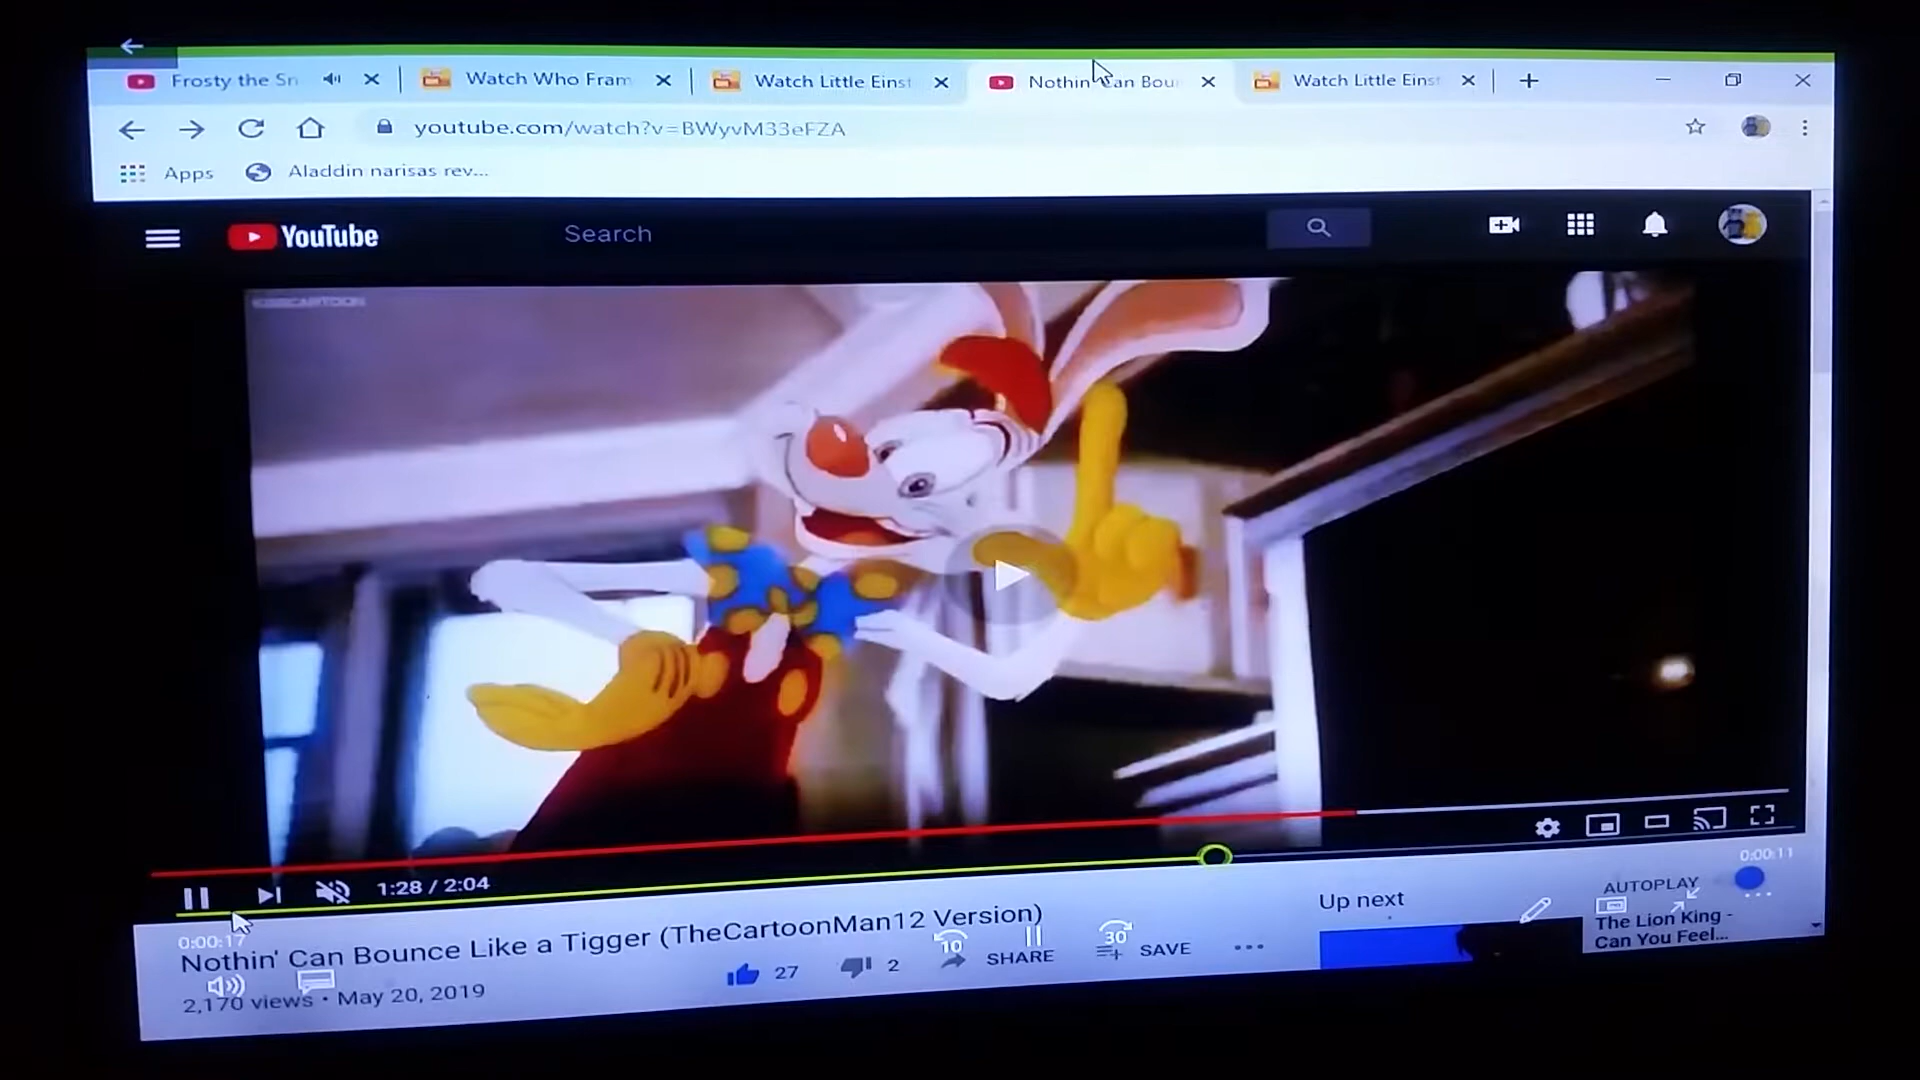 Frosty the Sn
Watch Who Fram
Watch Little Einst
Nothin' Can Bou
Watch Little Einst
youtube.com/watch?v=BWyvM33eFZA
Apps
Aladdin narisas rev...
YouTube
Search
KISSCARTOON
1:28 / 2:04
0:00:11
0:00:17
Nothin' Can Bounce Like a Tigger (TheCartoonMan12 Version)
2,170 views • May 20, 2019
27
2
10
SHARE
30
SAVE
Up next
AUTOPLAY
The Lion King -
Can You Feel...